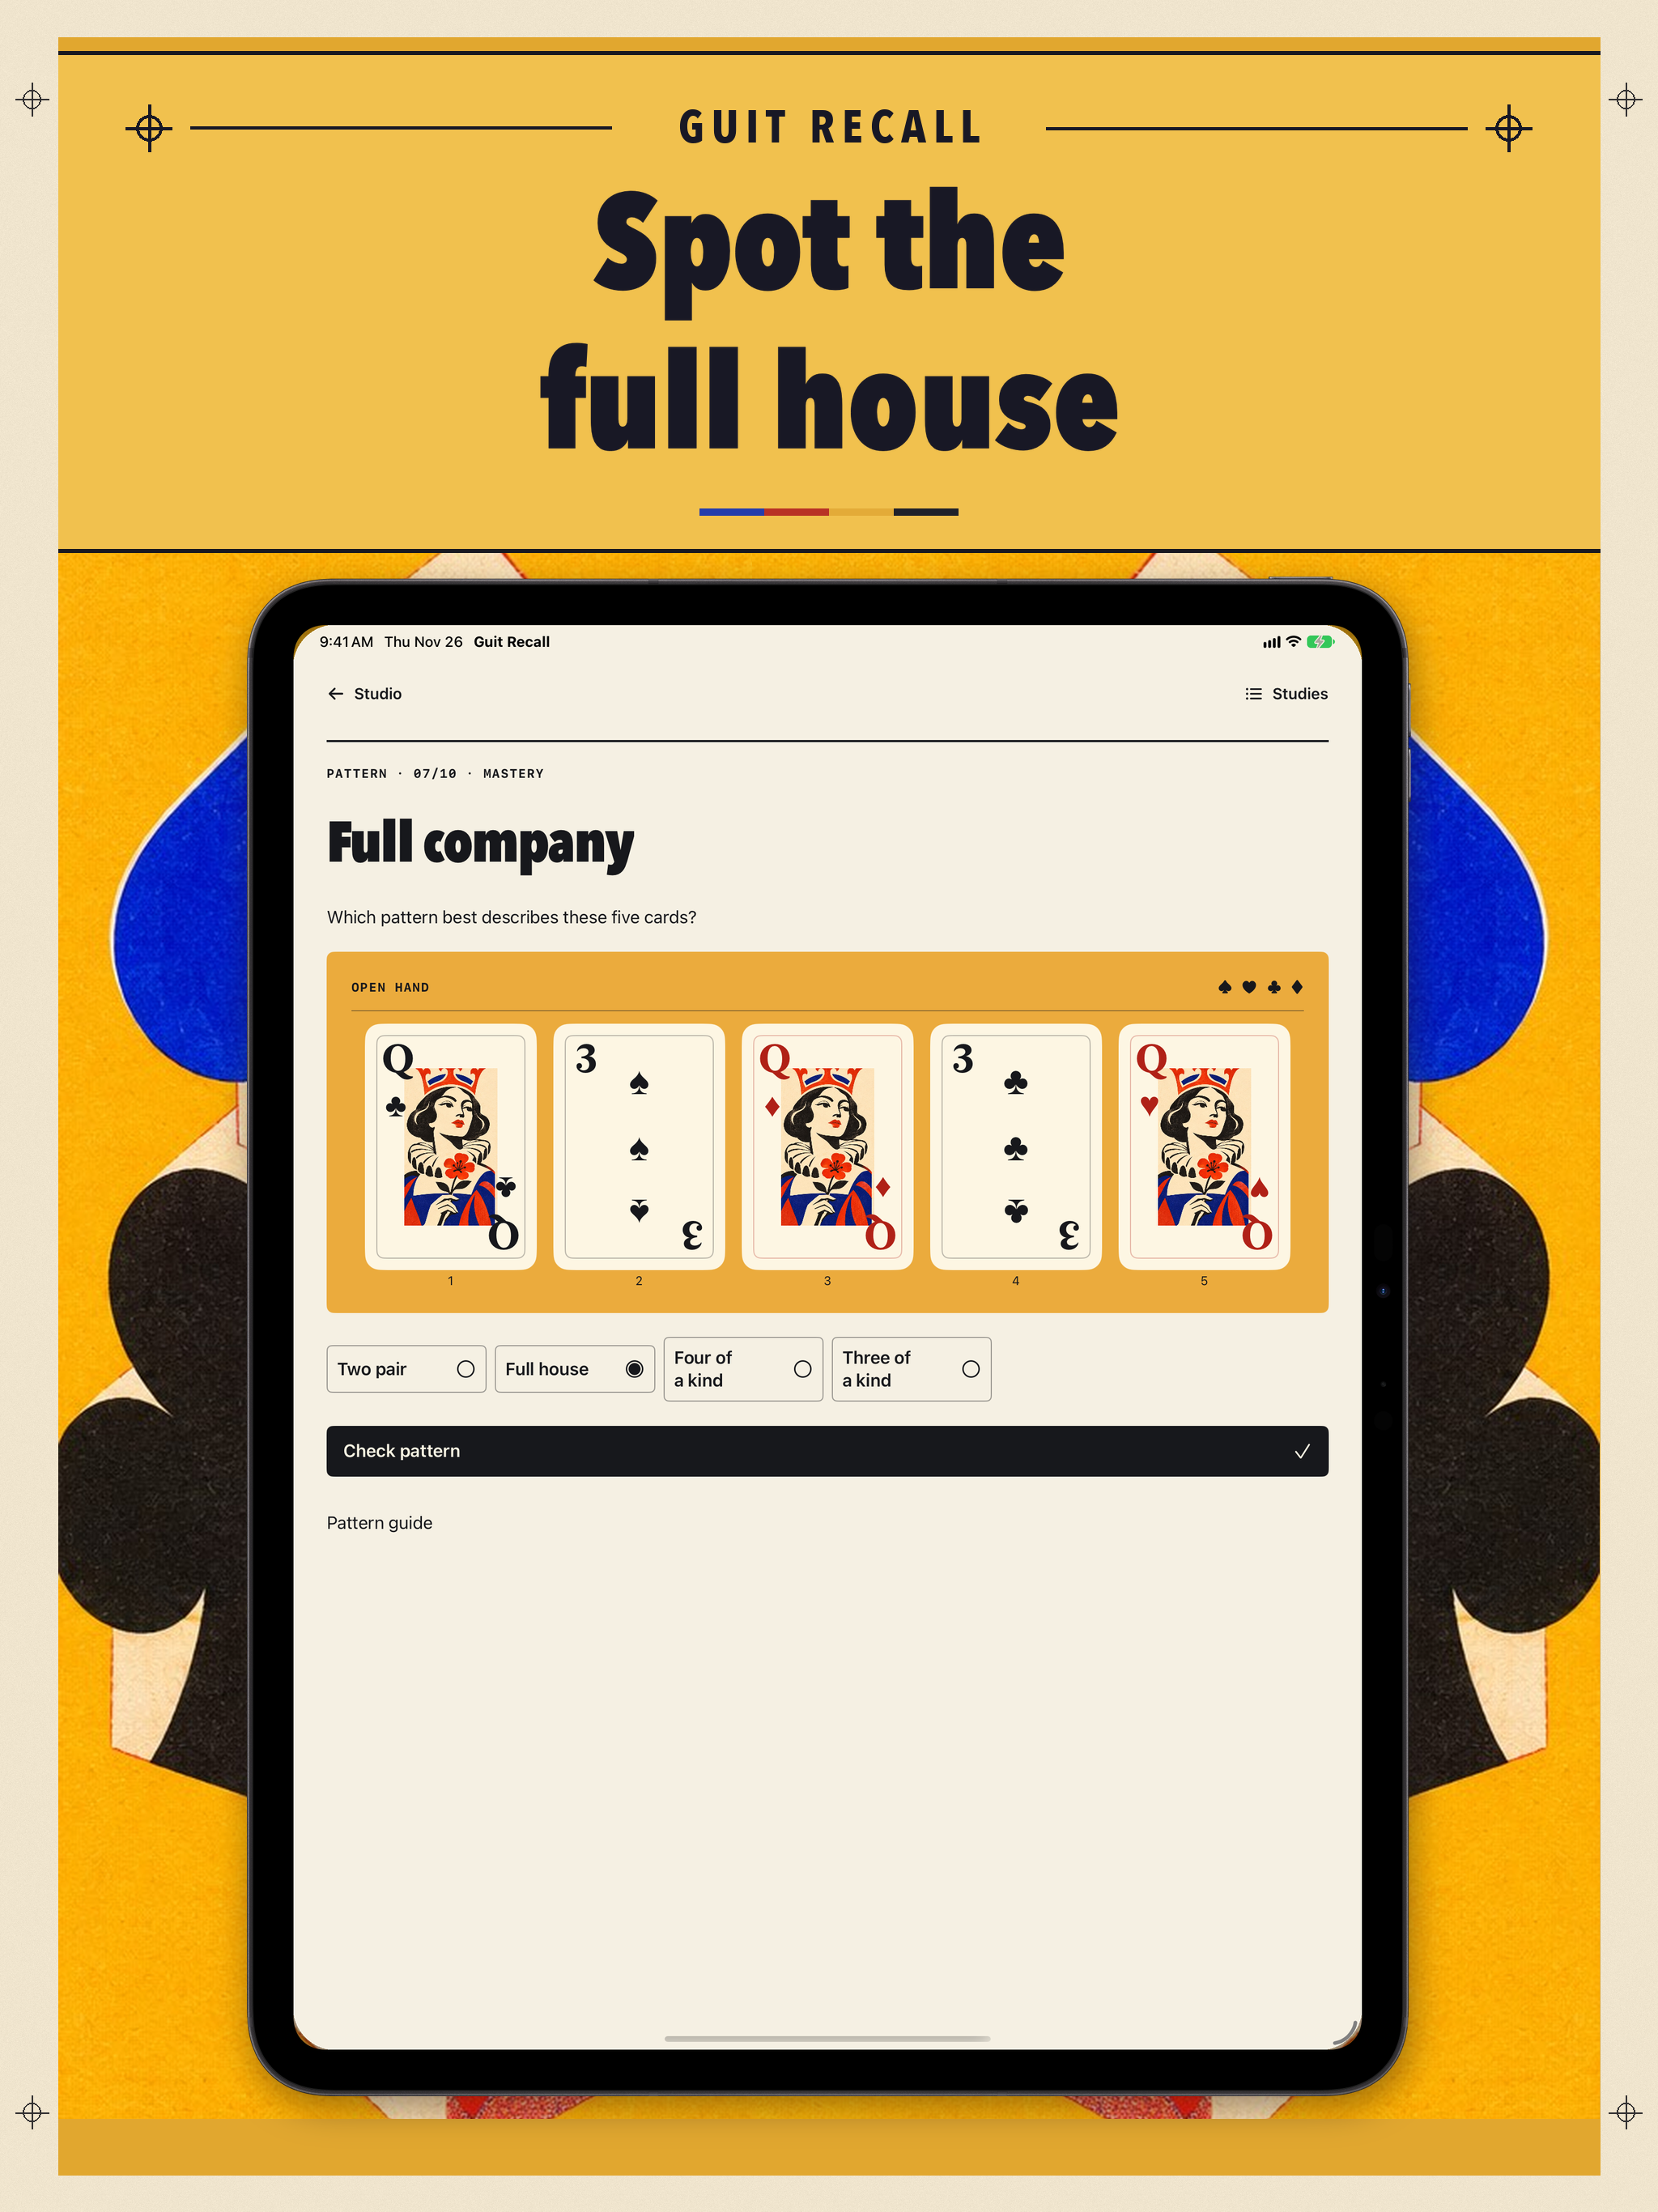 GUIT RECALL
Spot the
full house
9:41 AM Thu Nov 26 Guit Recall
Studio
Studies
PATTERN · 07/10 · MASTERY
Full company
Which pattern best describes these five cards?
OPEN HAND
Q 3 Q 3 Q
Q 3 Q 3 Q
1 2 3 4 5
Two pair
Full house
Four of
a kind
Three of
a kind
Check pattern
Pattern guide